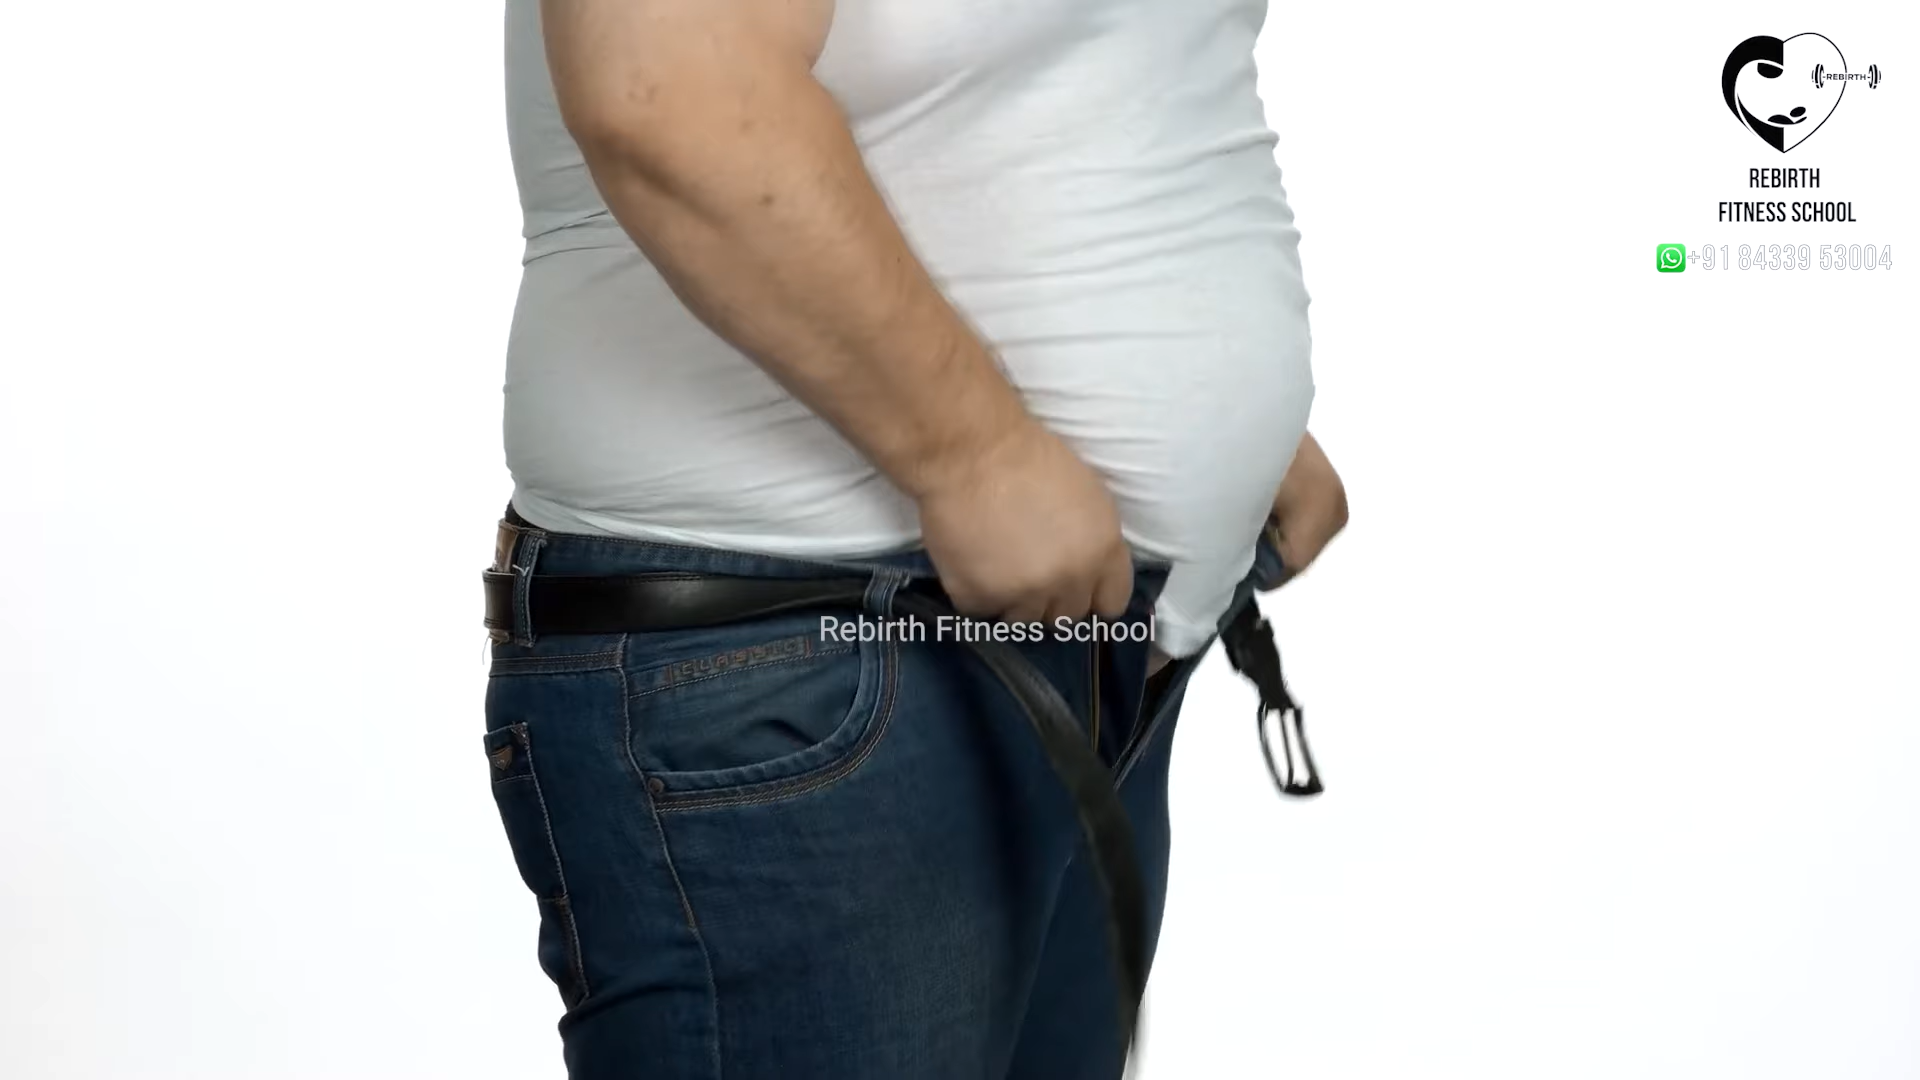 -REBIRTH-
REBIRTH
FITNESS SCHOOL
+91 84339 53004
Rebirth Fitness School
CLASSIC